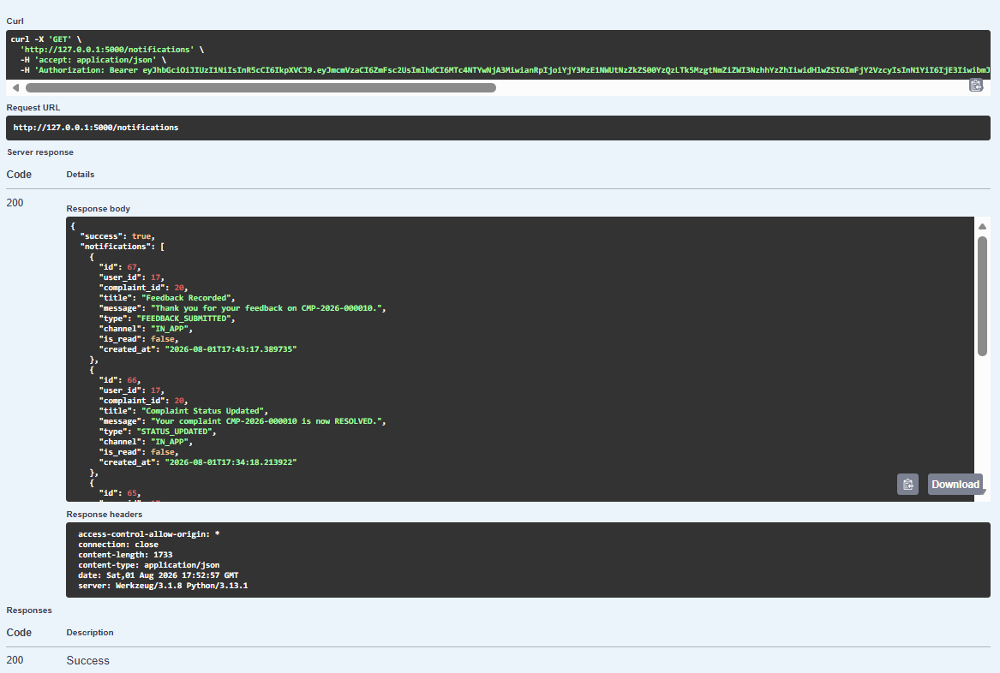 Curl
curl -X 'GET' \
'http://127.0.0.1:5000/notifications' \
-H 'accept: application/json' \
-H 'Authorization: Bearer
Request URL
http://127.0.0.1:5000/notifications
Server response
Code Details
200
Response body
{
"success": true,
"notifications": [
{
"id": 67,
"user_id": 17,
"complaint_id": 20,
"title": "Feedback Recorded",
"message": "Thank you for your feedback on CMP-2026-000010.",
"type": "FEEDBACK_SUBMITTED",
"channel": "IN_APP",
"is_read": false,
"created_at": "2026-08-01T17:43:17.389735"
},
{
"id": 66,
"user_id": 17,
"complaint_id": 20,
"title": "Complaint Status Updated",
"message": "Your complaint CMP-2026-000010 is now RESOLVED.",
"type": "STATUS_UPDATED",
"channel": "IN_APP",
"is_read": false,
"created_at": "2026-08-01T17:34:18.213922"
},
{
"id": 65,
Download
Response headers
access-control-allow-origin: *
connection: close
content-length: 1733
content-type: application/json
date: Sat,01 Aug 2026 17:52:57 GMT
server: Werkzeug/3.1.8 Python/3.13.1
Responses
Code Description
200 Success